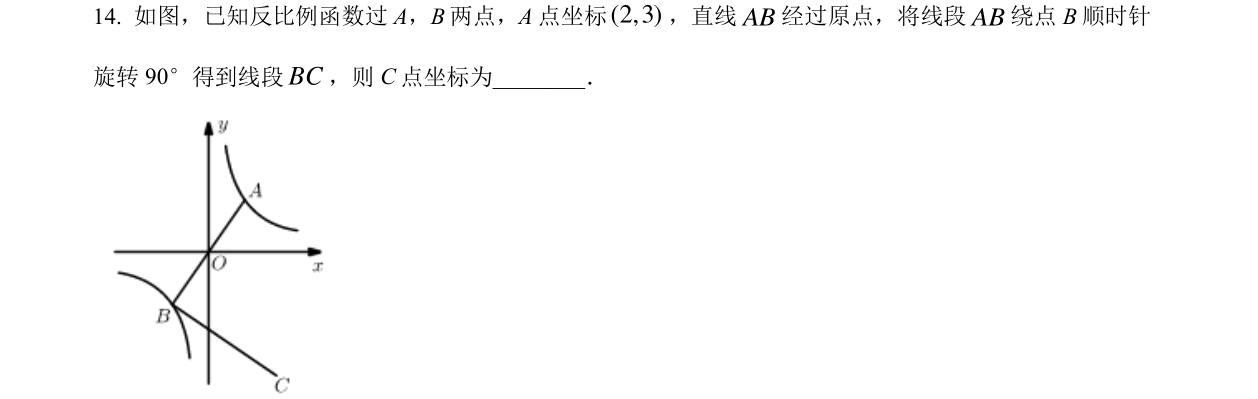 14. 如图，已知反比例函数过 A，B 两点，A 点坐标(2,3)，直线 AB 经过原点，将线段 AB 绕点 B 顺时针
旋转 90° 得到线段BC，则 C 点坐标为________．
y
A
O
x
B
C